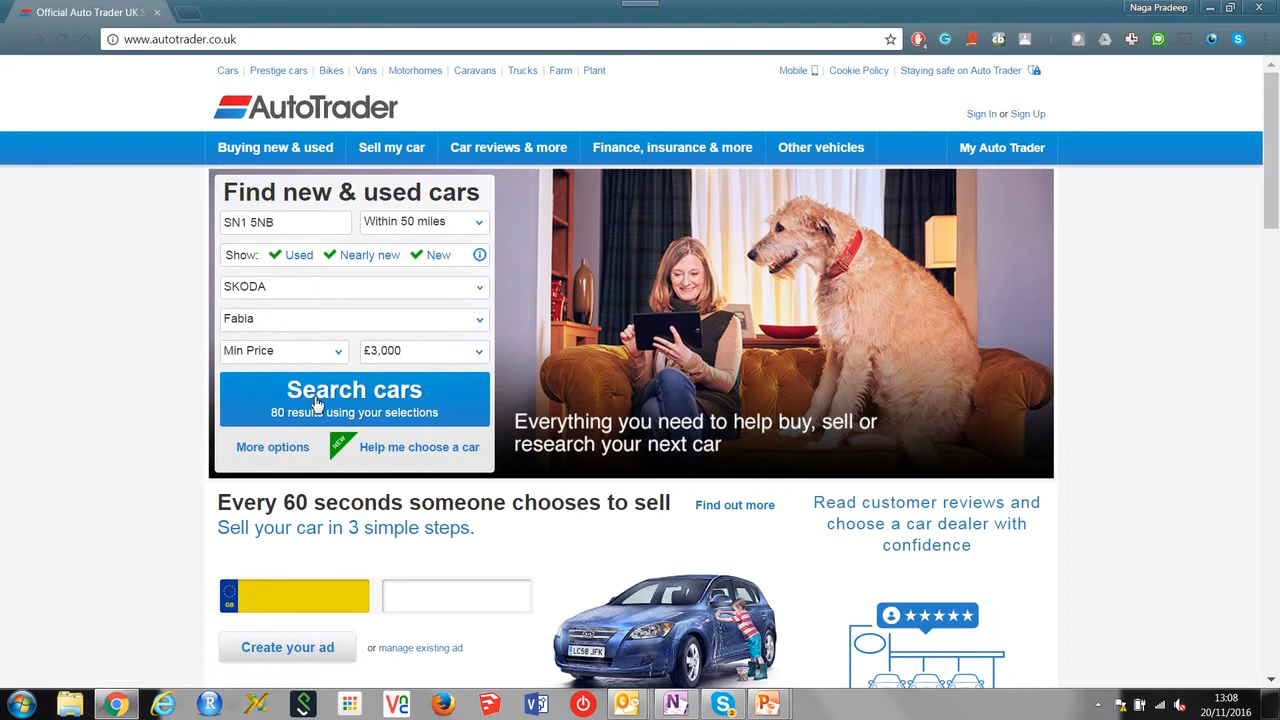 Official Auto Trader UK S
Naga Pradeep
www.autotrader.co.uk
Cars | Prestige cars | Bikes | Vans | Motorhomes | Caravans | Trucks | Farm | Plant
Mobile | Cookie Policy | Staying safe on Auto Trader
AutoTrader
Sign In or Sign Up
Buying new & used Sell my car Car reviews & more Finance, insurance & more Other vehicles My Auto Trader
Find new & used cars
SN1 5NB Within 50 miles
Show: Used Nearly new New
SKODA
Fabia
Min Price £3,000
Search cars
80 results using your selections
More options NEW Help me choose a car
Everything you need to help buy, sell or
research your next car
Every 60 seconds someone chooses to sell Find out more
Sell your car in 3 simple steps.
Read customer reviews and
choose a car dealer with
confidence
GB
Create your ad or manage existing ad
LC58 JFK
13:08
20/11/2016